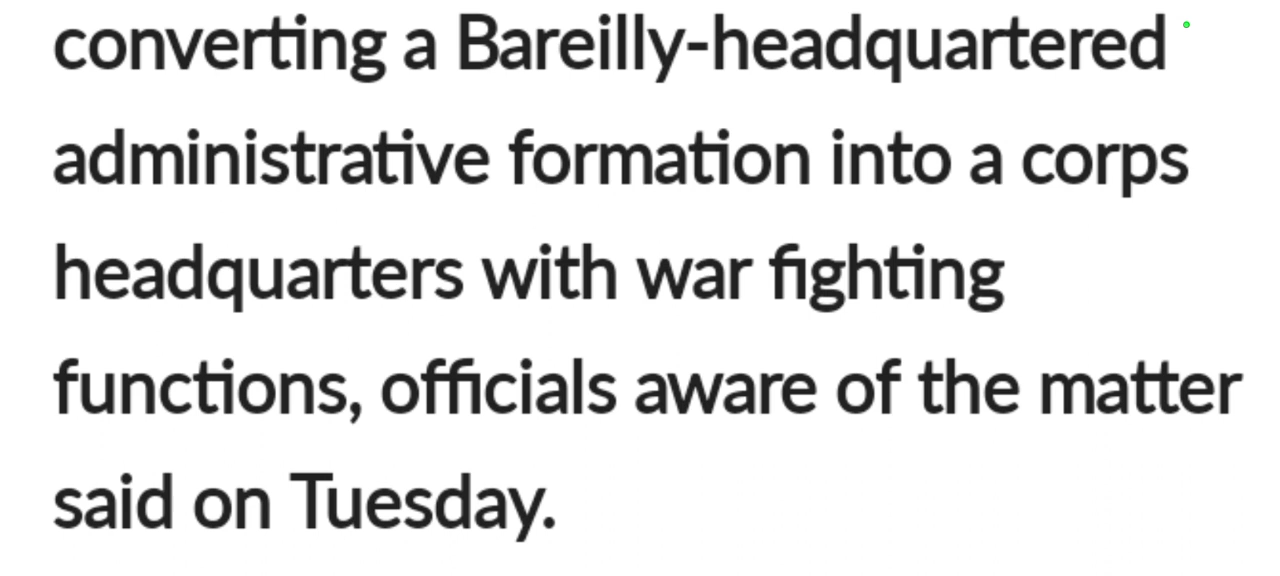 converting a Bareilly-headquartered
administrative formation into a corps
headquarters with war fighting
functions, officials aware of the matter
said on Tuesday.